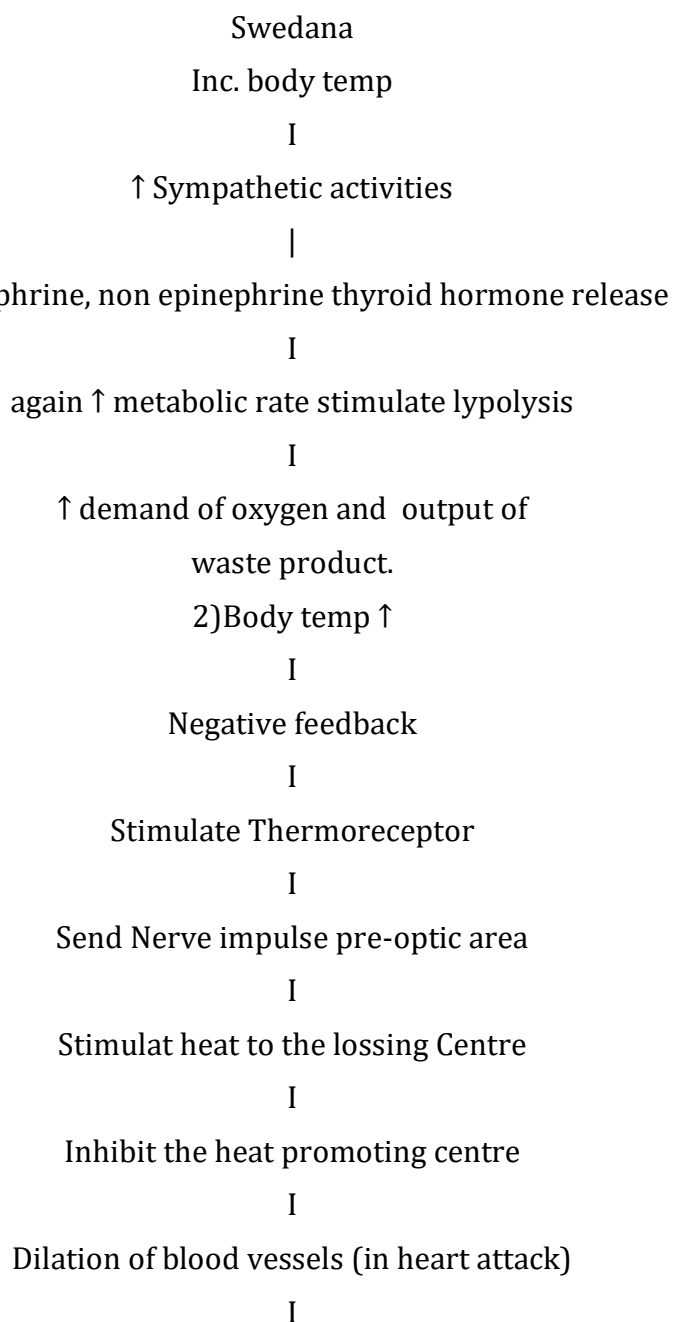 Swedana
Inc. body temp
I
↑ Sympathetic activities
|
phrine, non epinephrine thyroid hormone release
I
again ↑ metabolic rate stimulate lypolysis
I
↑ demand of oxygen and output of
waste product.
2)Body temp ↑
I
Negative feedback
I
Stimulate Thermoreceptor
I
Send Nerve impulse pre-optic area
I
Stimulat heat to the lossing Centre
I
Inhibit the heat promoting centre
I
Dilation of blood vessels (in heart attack)
I